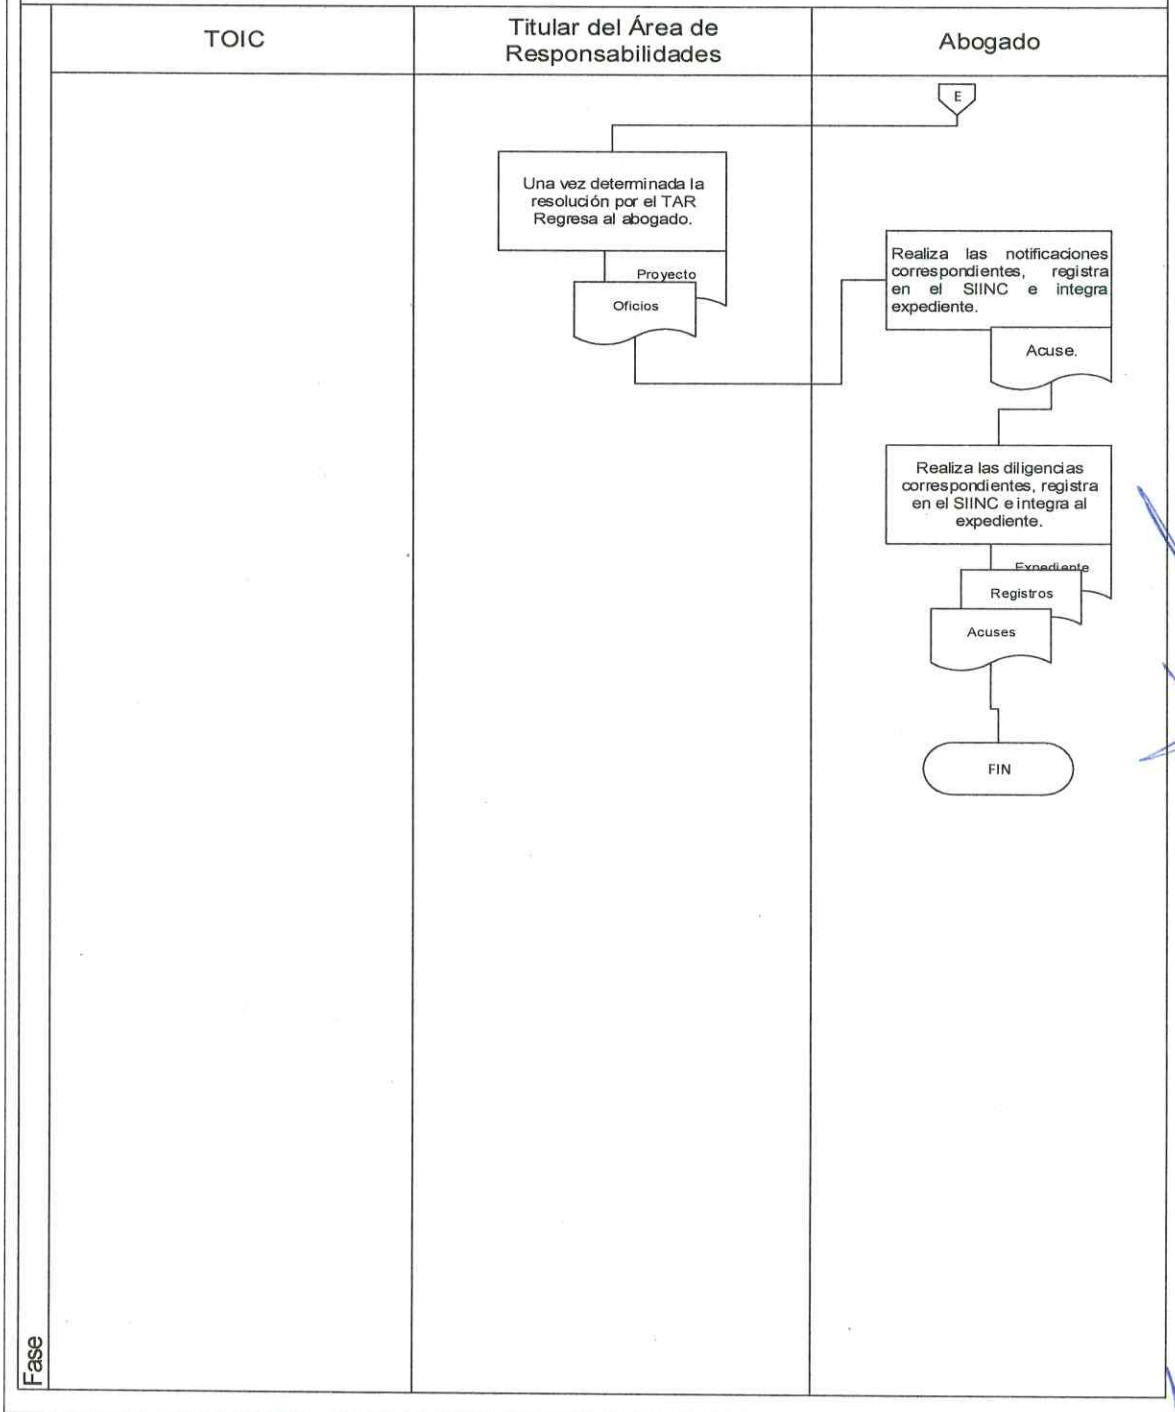 TOIC
Titular del Área de
Responsabilidades
Abogado
E
Una vez determinada la
resolución por el TAR
Regresa al abogado.
Proyecto
Oficios
Realiza las notificaciones
correspondientes, registra
en el SIINC e integra
expediente.
Acuse.
Realiza las diligencias
correspondientes, registra
en el SIINC e integra al
expediente.
Expediente
Registros
Acuses
FIN
Fase